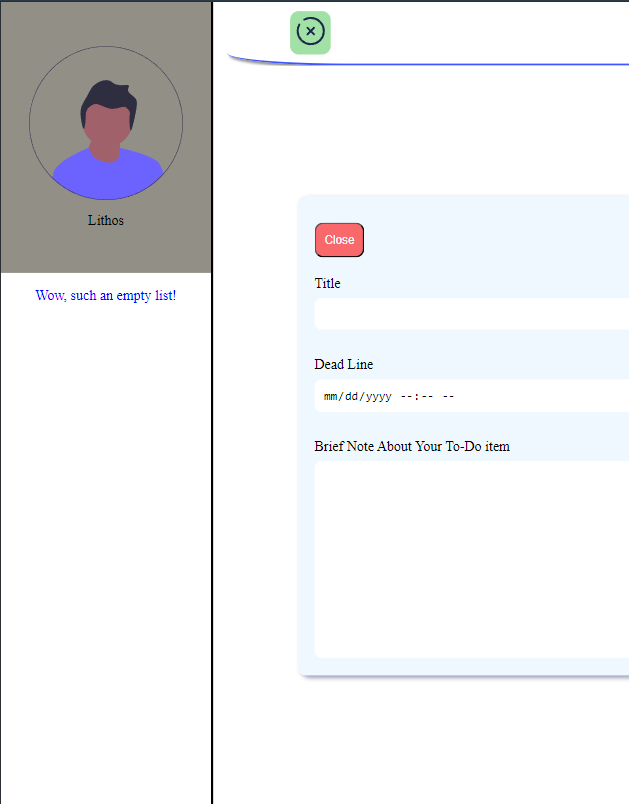 Lithos
Wow, such an empty list!
Close
Title
Dead Line
mm/dd/yyyy --:-- --
Brief Note About Your To-Do item